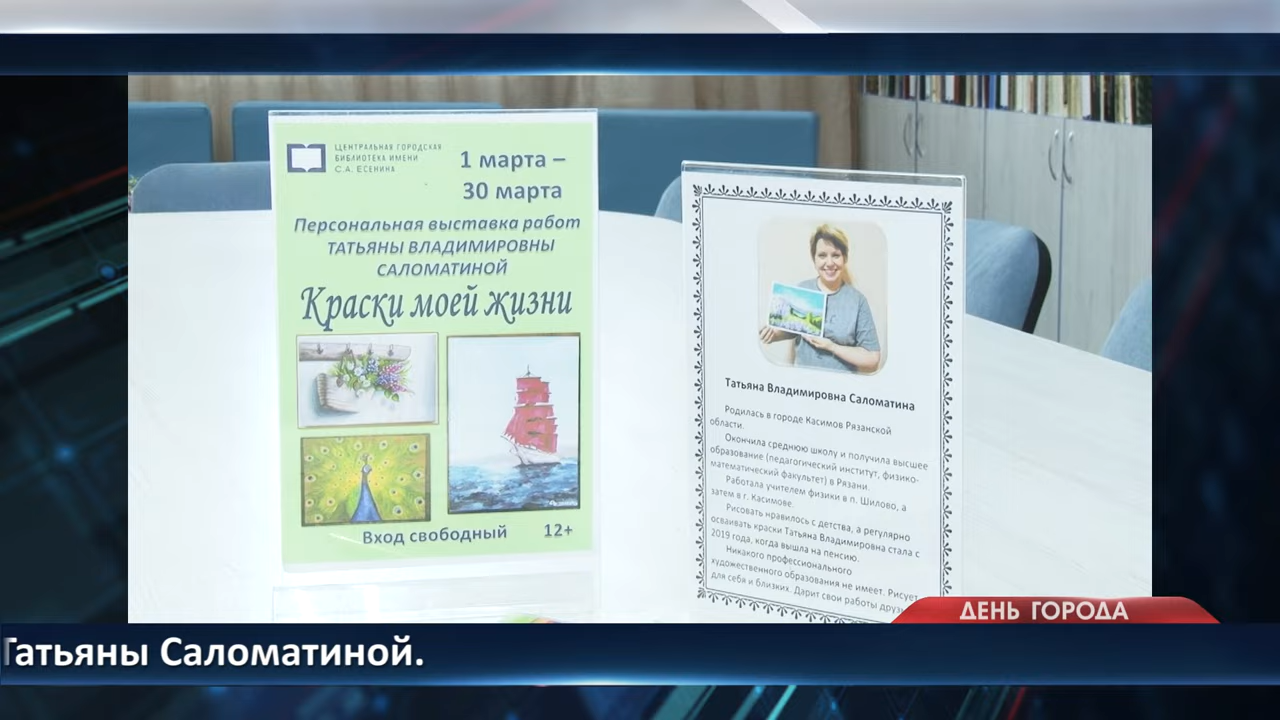 ЦЕНТРАЛЬНАЯ ГОРОДСКАЯ
БИБЛИОТЕКА ИМЕНИ
С.А. ЕСЕНИНА
1 марта –
30 марта
Персональная выставка работ
ТАТЬЯНЫ ВЛАДИМИРОВНЫ
САЛОМАТИНОЙ
Краски моей жизни
Вход свободный 12+
Татьяна Владимировна Саломатина
Родилась в городе Касимов Рязанской
области.
Окончила среднюю школу и получила высшее
образование (педагогический институт, физико-
математический факультет) в Рязани.
Работала учителем физики в п. Шилово, а
затем в г. Касимове.
Рисовать нравилось с детства, а регулярно
осваивать краски Татьяна Владимировна стала с
2019 года, когда вышла на пенсию.
Никакого профессионального
художественного образования не имеет. Рисует
для себя и близких. Дарит свои работы
ДЕНЬ ГОРОДА
Татьяны Саломатиной.